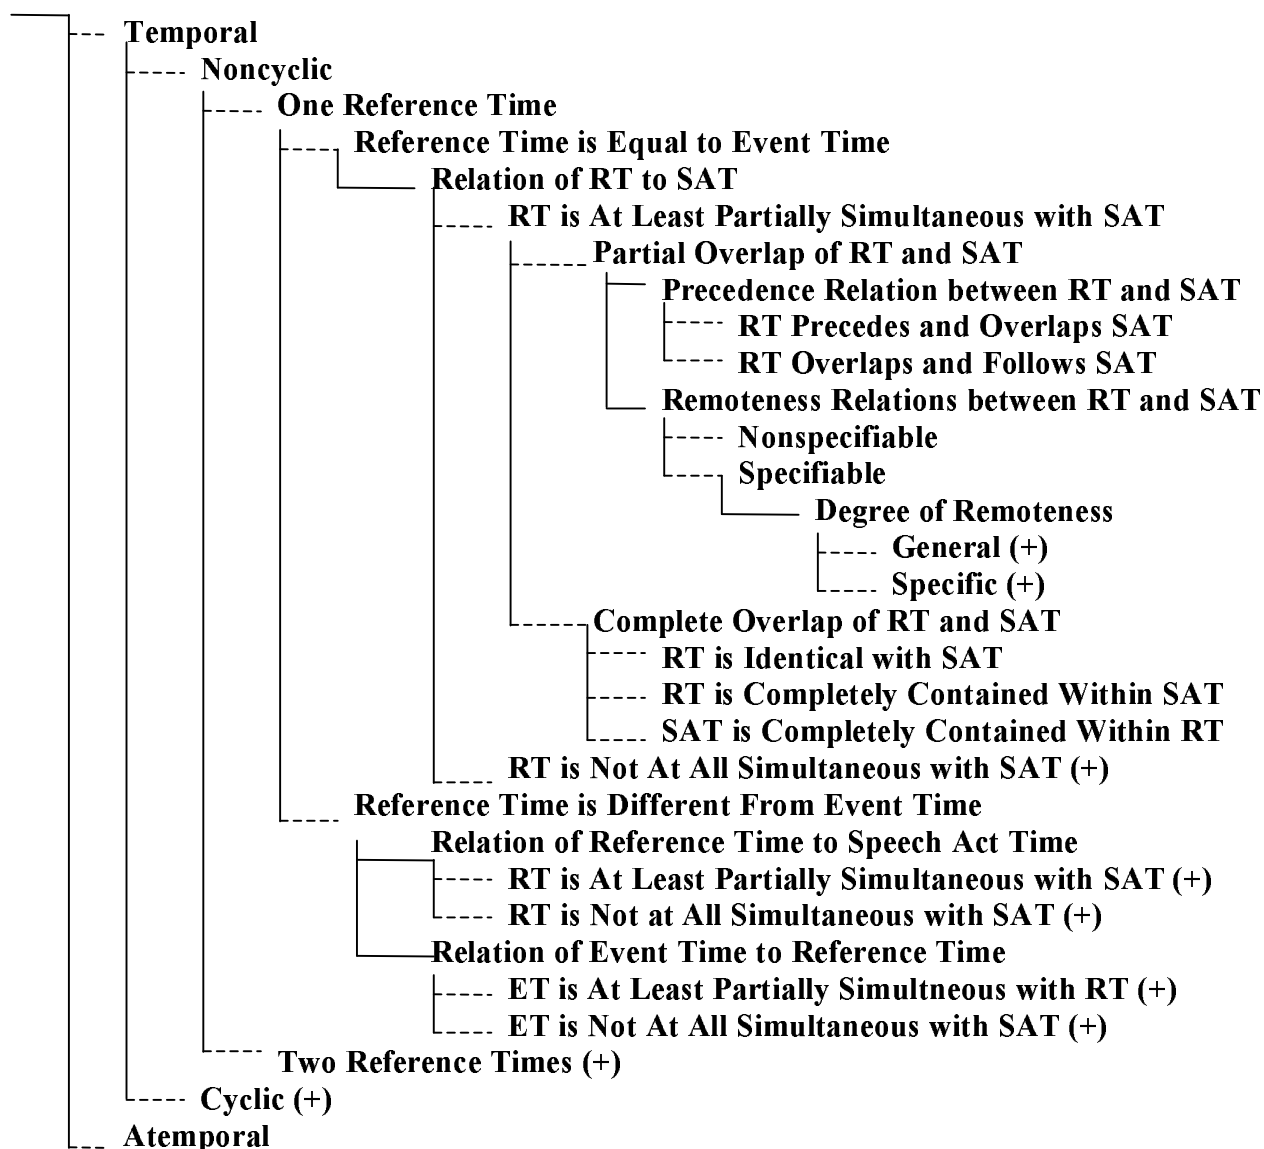 Temporal
Noncyclic
One Reference Time
Reference Time is Equal to Event Time
Relation of RT to SAT
RT is At Least Partially Simultaneous with SAT
Partial Overlap of RT and SAT
Precedence Relation between RT and SAT
RT Precedes and Overlaps SAT
RT Overlaps and Follows SAT
Remoteness Relations between RT and SAT
Nonspecifiable
Specifiable
Degree of Remoteness
General (+)
Specific (+)
Complete Overlap of RT and SAT
RT is Identical with SAT
RT is Completely Contained Within SAT
SAT is Completely Contained Within RT
RT is Not At All Simultaneous with SAT (+)
Reference Time is Different From Event Time
Relation of Reference Time to Speech Act Time
RT is At Least Partially Simultaneous with SAT (+)
RT is Not at All Simultaneous with SAT (+)
Relation of Event Time to Reference Time
ET is At Least Partially Simultneous with RT (+)
ET is Not At All Simultaneous with SAT (+)
Two Reference Times (+)
Cyclic (+)
Atemporal